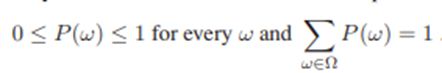 0 ≤ P(ω) ≤ 1 for every ω and ∑ P(ω) = 1.
ω∈Ω